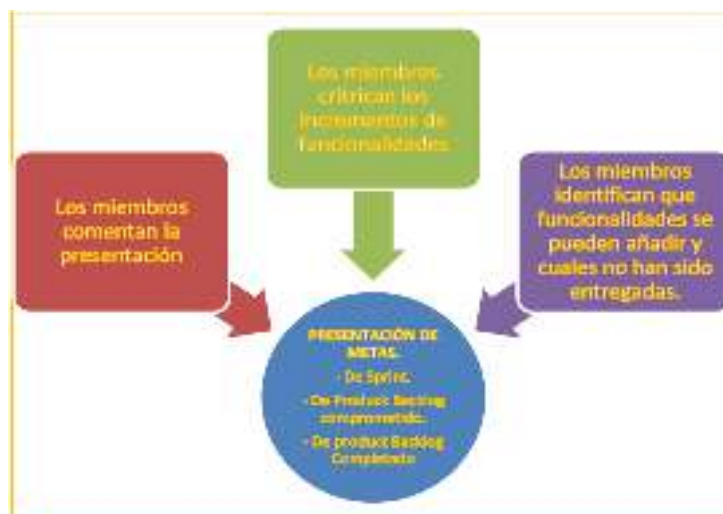 Los miembros
critican los
incrementos de
funcionalidades
Los miembros
comentan la
presentación
Los miembros
identifican que
funcionalidades se
pueden añadir y
cuales no han sido
entregadas.
PRESENTACIÓN DE
METAS.
- De Sprint.
- De Product Backlog
comprometido.
- De product Backlog
Completado